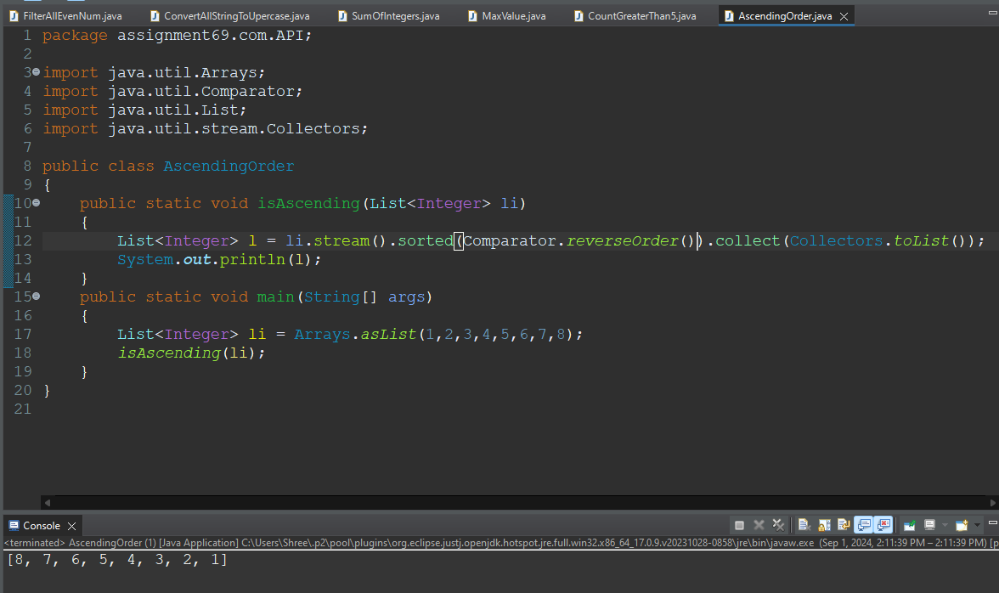 FilterAllEvenNum.java ConvertAllStringToUpercase.java SumOfIntegers.java MaxValue.java CountGreaterThan5.java AscendingOrder.java
1 package assignment69.com.API;
2
3 import java.util.Arrays;
4 import java.util.Comparator;
5 import java.util.List;
6 import java.util.stream.Collectors;
7
8 public class AscendingOrder
9 {
10 public static void isAscending(List<Integer> li)
11 {
12 List<Integer> l = li.stream().sorted(Comparator.reverseOrder()).collect(Collectors.toList());
13 System.out.println(l);
14 }
15 public static void main(String[] args)
16 {
17 List<Integer> li = Arrays.asList(1,2,3,4,5,6,7,8);
18 isAscending(li);
19 }
20 }
21
Console
<terminated> AscendingOrder (1) [Java Application] C:\Users\Shree\.p2\pool\plugins\org.eclipse.justj.openjdk.hotspot.jre.full.win32.x86_64_17.0.9.v20231028-0858\jre\bin\javaw.exe (Sep 1, 2024, 2:11:39 PM – 2:11:39 PM) [p
[8, 7, 6, 5, 4, 3, 2, 1]